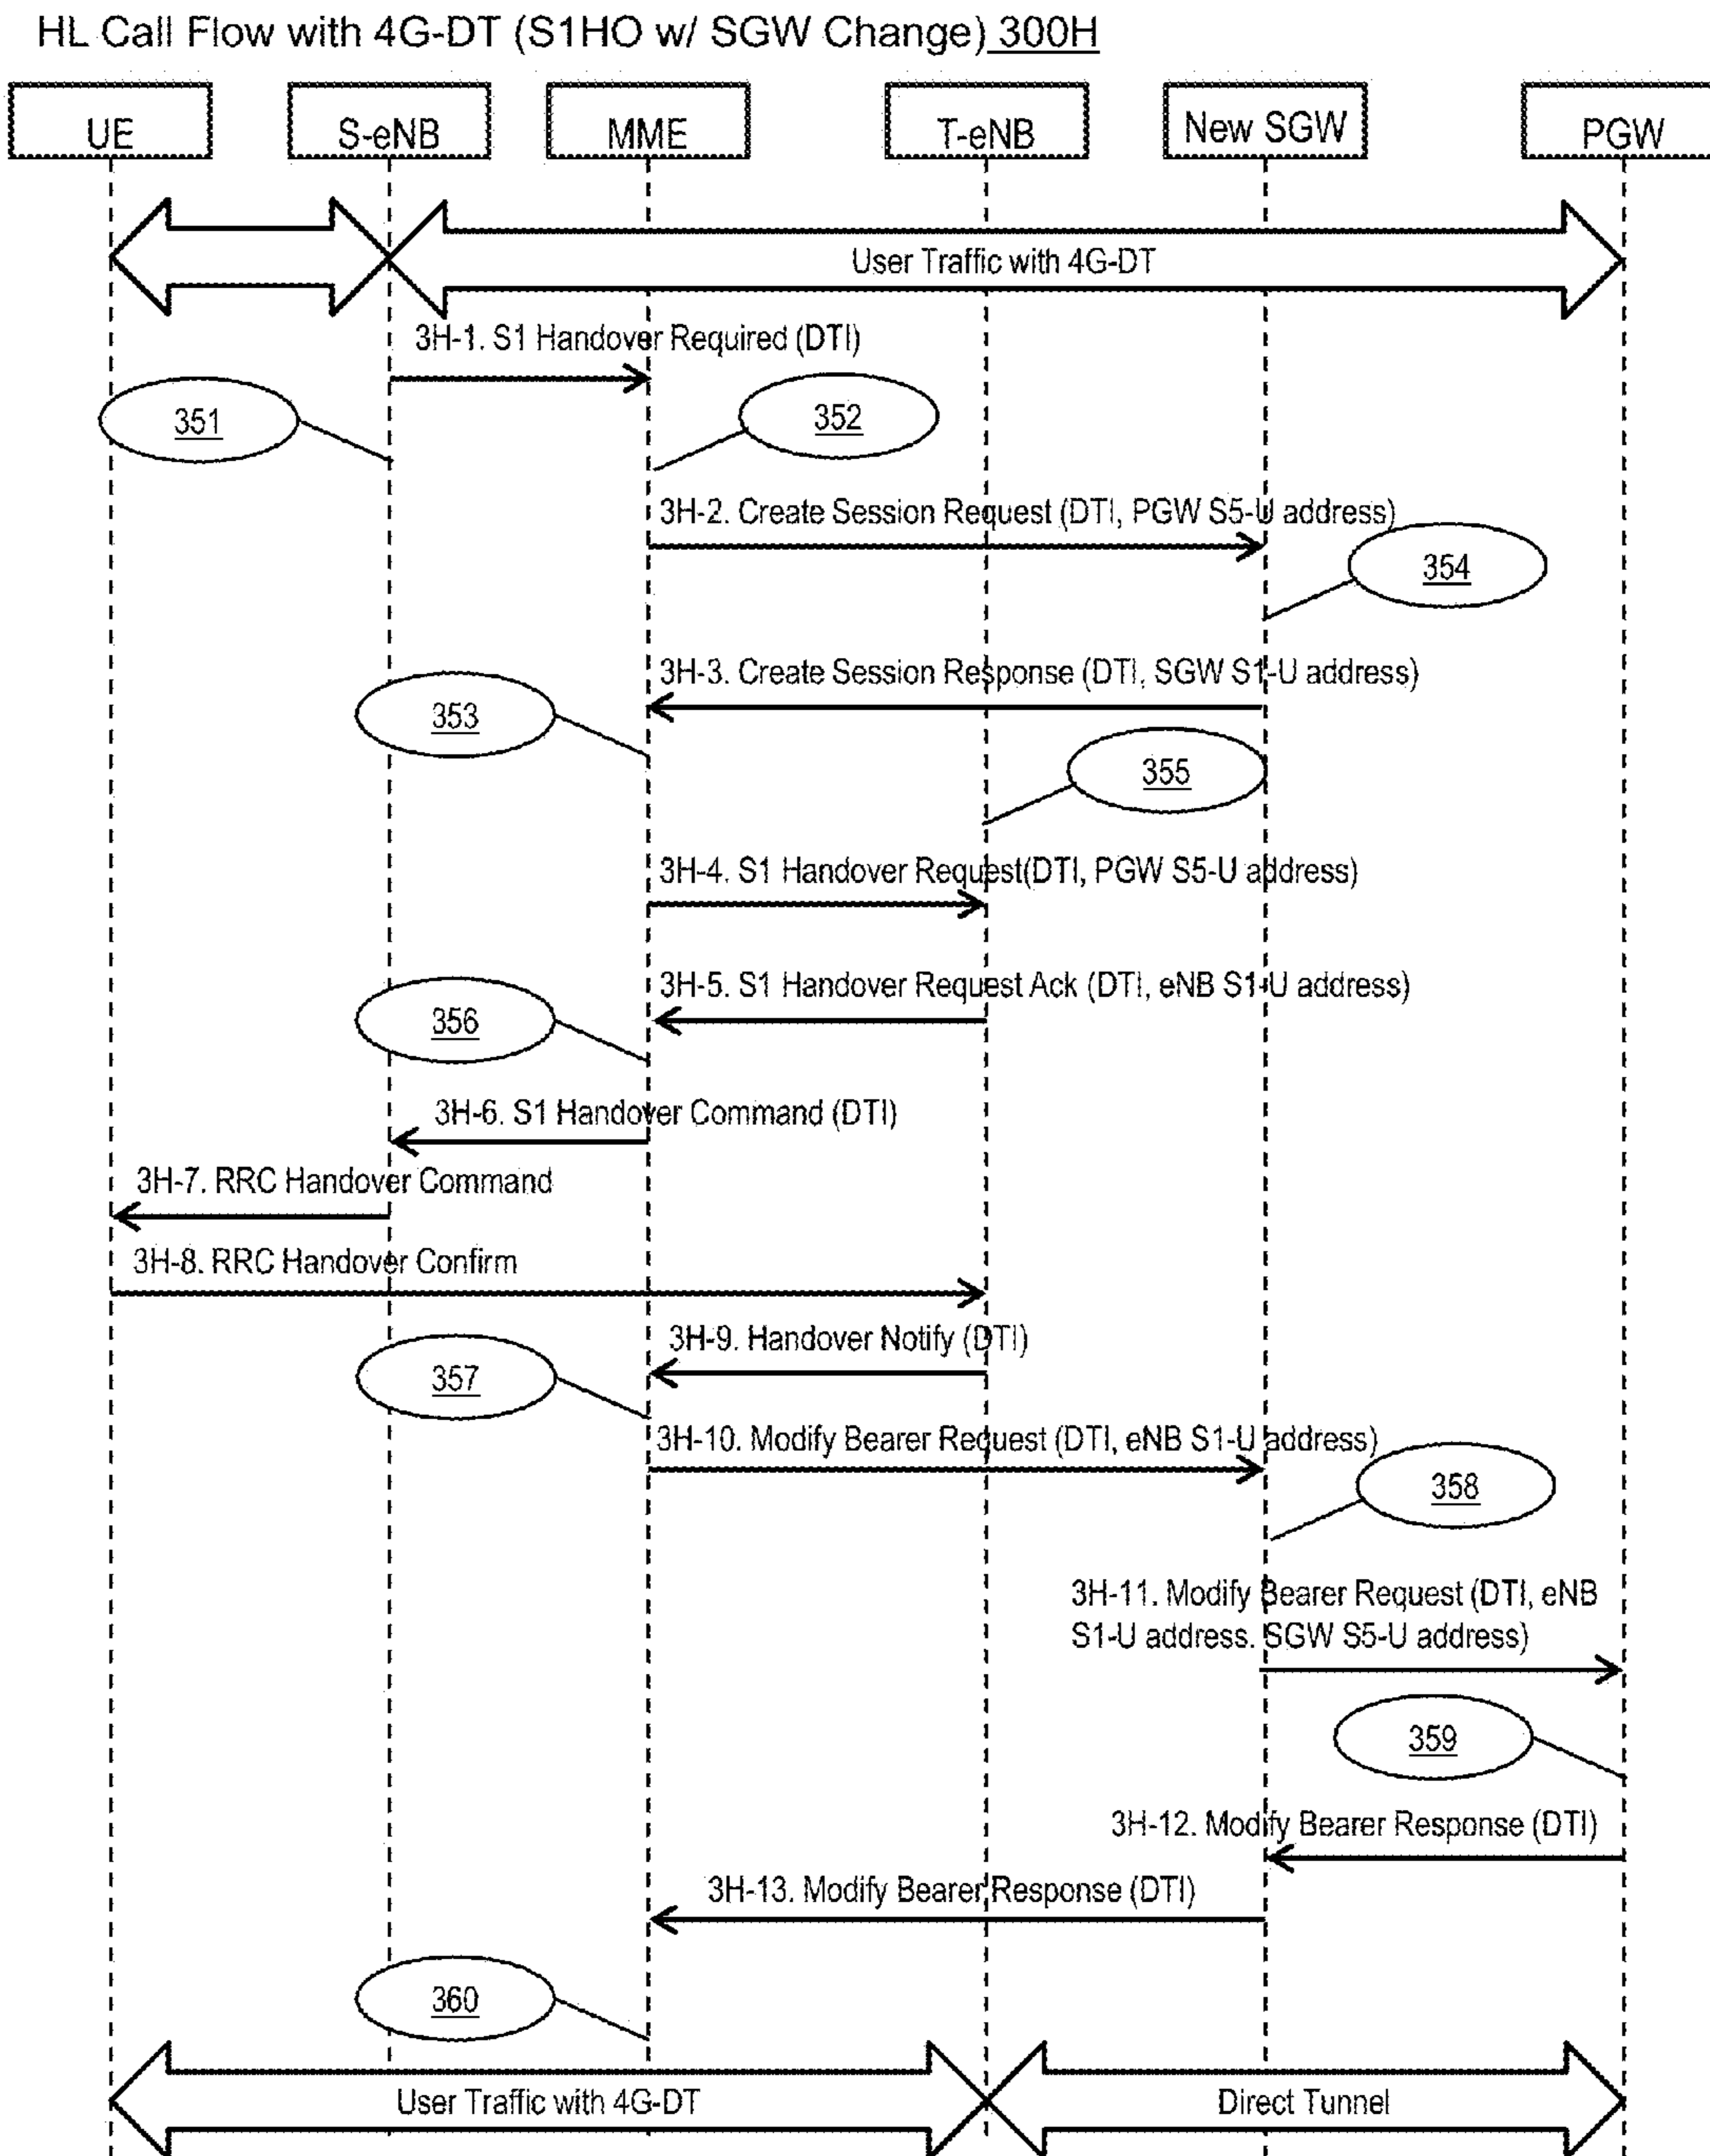 HL Call Flow with 4G-DT (S1HO w/ SGW Change) 300H
UE
S-eNB
MME
T-eNB
New SGW
PGW
User Traffic with 4G-DT
3H-1. S1 Handover Required (DTI)
351
352
3H-2. Create Session Request (DTI, PGW S5-U address)
354
3H-3. Create Session Response (DTI, SGW S1-U address)
353
355
3H-4. S1 Handover Request(DTI, PGW S5-U address)
3H-5. S1 Handover Request Ack (DTI, eNB S1-U address)
356
3H-6. S1 Handover Command (DTI)
3H-7. RRC Handover Command
3H-8. RRC Handover Confirm
3H-9. Handover Notify (DTI)
357
3H-10. Modify Bearer Request (DTI, eNB S1-U address)
358
3H-11. Modify Bearer Request (DTI, eNB
S1-U address. SGW S5-U address)
359
3H-12. Modify Bearer Response (DTI)
3H-13. Modify Bearer Response (DTI)
360
User Traffic with 4G-DT
Direct Tunnel